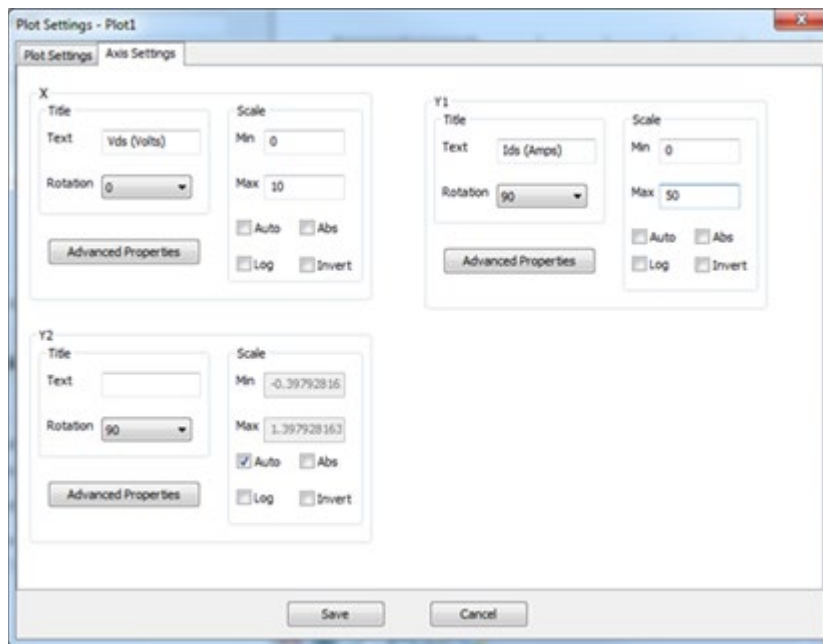 Plot Settings - Plot1
Plot Settings Axis Settings
X
Title
Text Vds (Volts)
Rotation 0
Advanced Properties
Scale
Min 0
Max 10
Auto Abs
Log Invert
Y1
Title
Text Ids (Amps)
Rotation 90
Advanced Properties
Scale
Min 0
Max 50
Auto Abs
Log Invert
Y2
Title
Text
Rotation 90
Advanced Properties
Scale
Min -0.39792816
Max 1.397928163
Auto Abs
Log Invert
Save Cancel